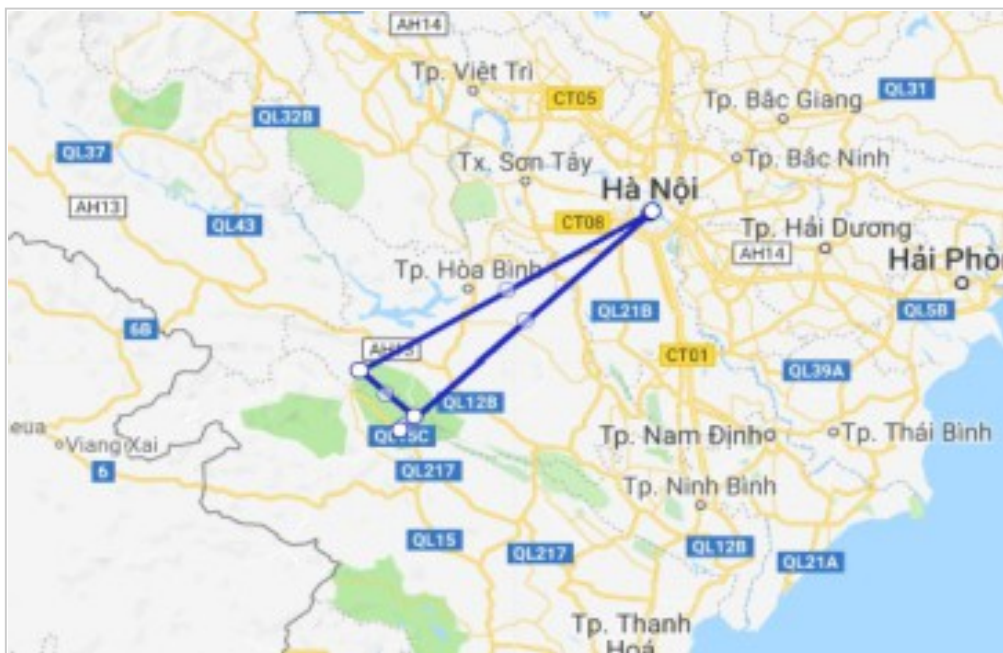 AH14
Tp. Việt Trì
CT05
QL31
Tp. Bắc Giang
QL32B
QL37
Tx. Sơn Tây
Tp. Bắc Ninh
Hà Nội
AH13
QL43
CT08
Tp. Hải Dương
AH14
Hải Phòn
Tp. Hòa Bình
QL5B
QL21B
6B
CT01
QL39A
QL12B
Viang Xai
Tp. Nam Định
Tp. Thái Bình
6
QL217
Tp. Ninh Bình
QL15
QL217
QL12B
QL21A
Tp. Thanh
Hoá